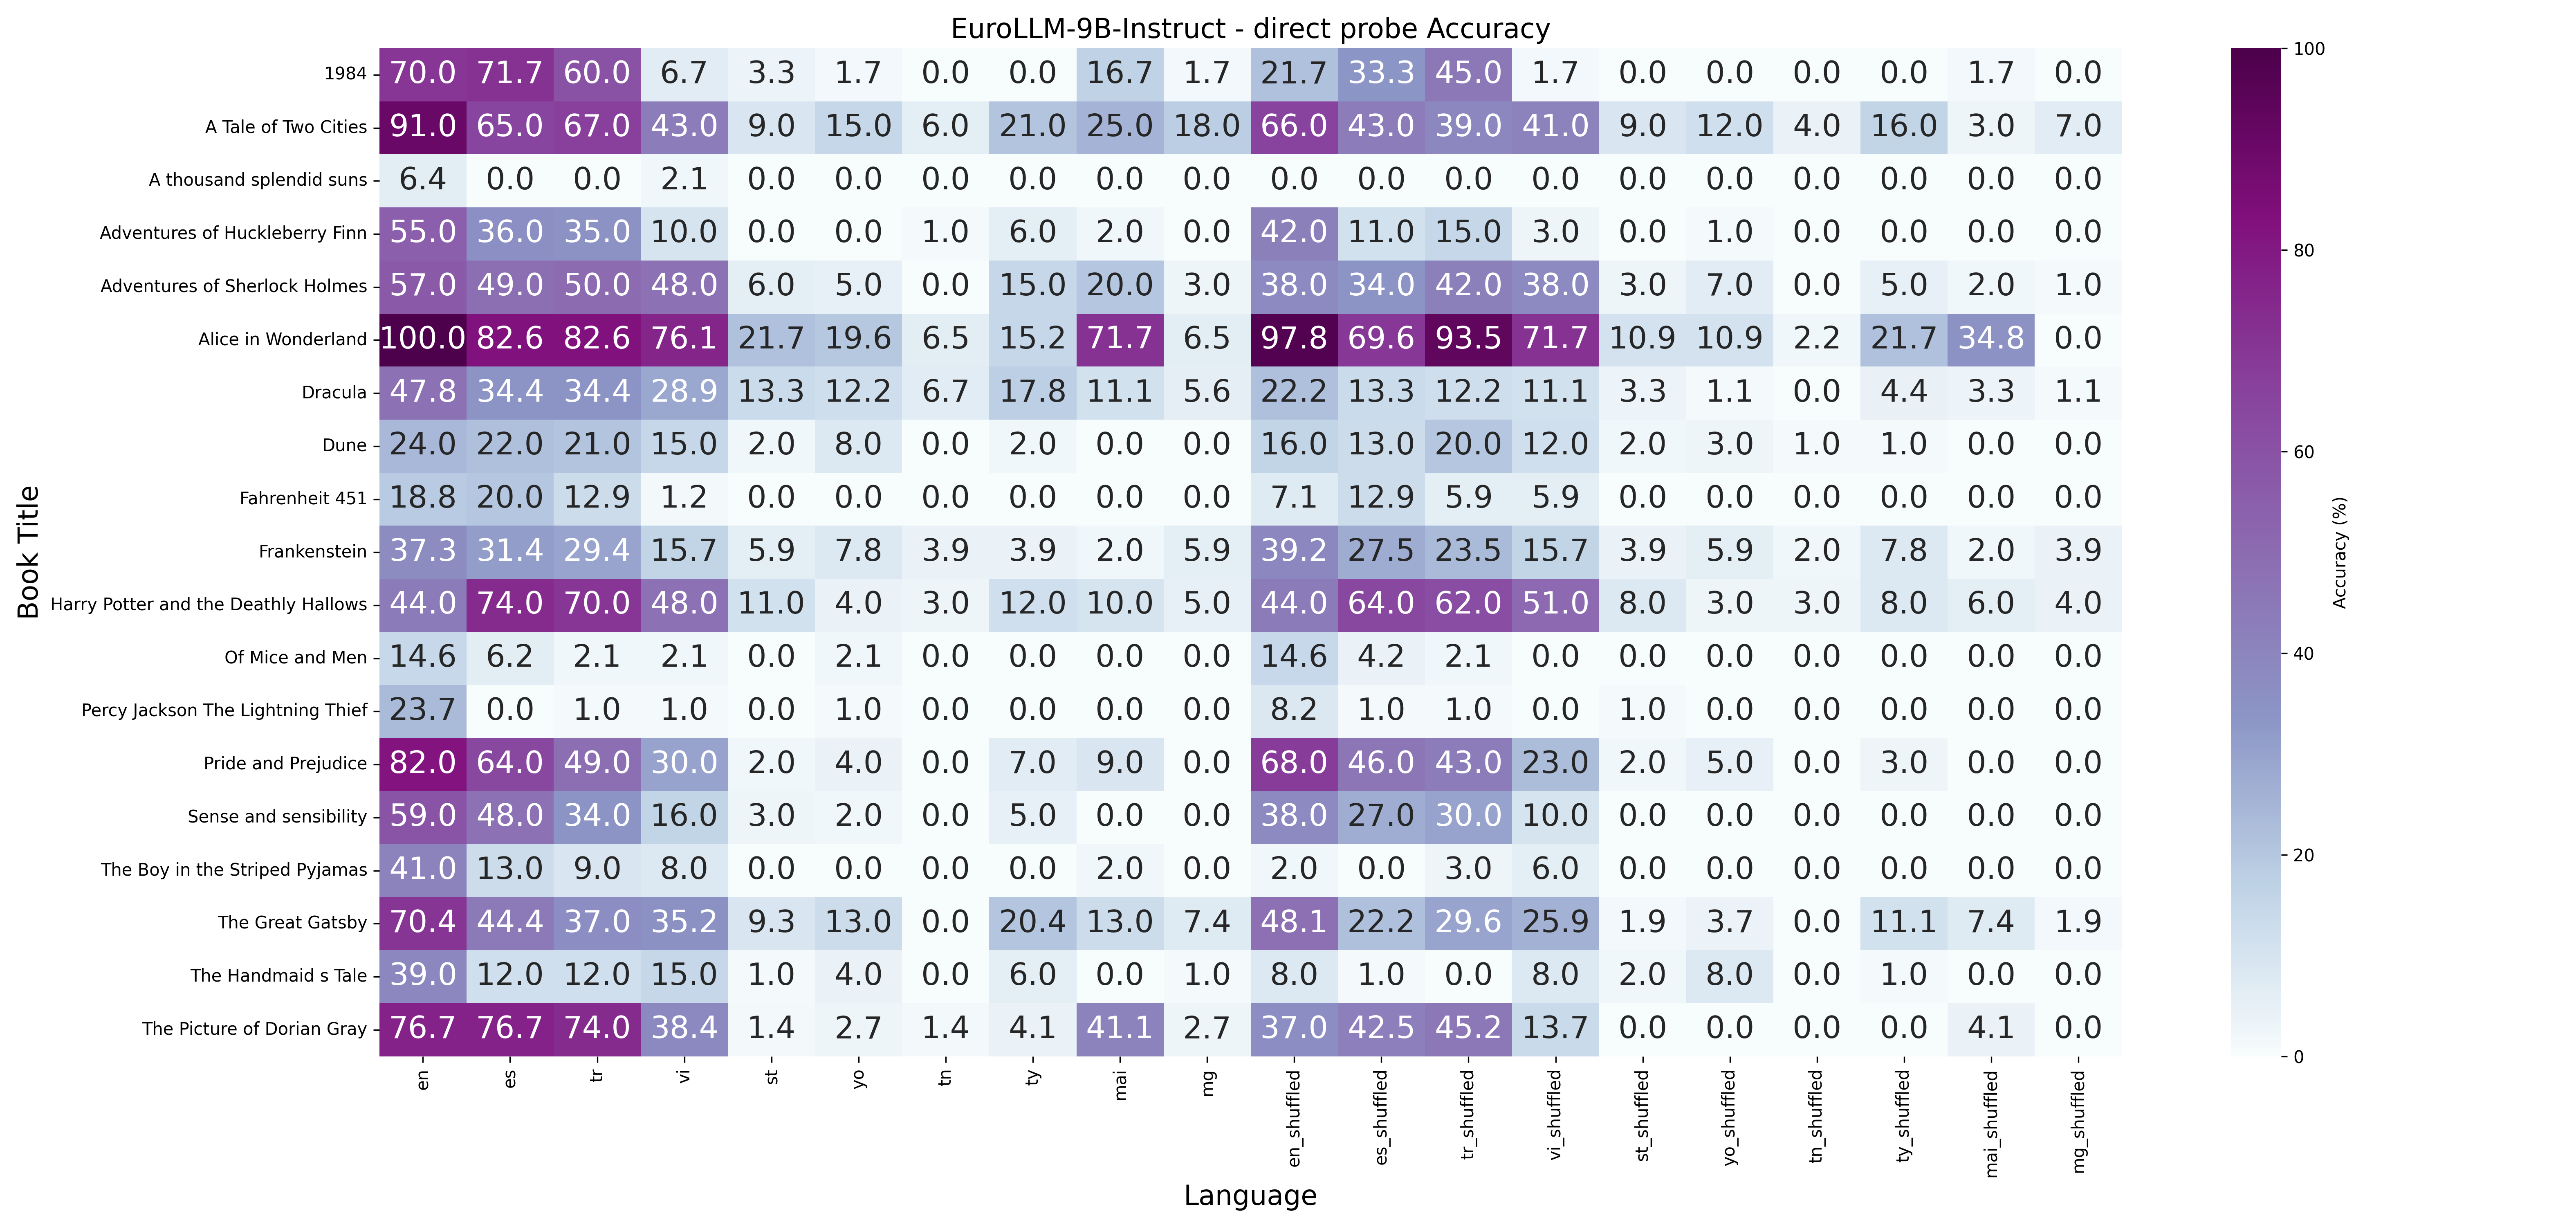 EuroLLM-9B-Instruct - direct probe Accuracy
Book Title
1984 70.0 71.7 60.0 6.7 3.3 1.7 0.0 0.0 16.7 1.7 21.7 33.3 45.0 1.7 0.0 0.0 0.0 0.0 1.7 0.0
A Tale of Two Cities 91.0 65.0 67.0 43.0 9.0 15.0 6.0 21.0 25.0 18.0 66.0 43.0 39.0 41.0 9.0 12.0 4.0 16.0 3.0 7.0
A thousand splendid suns 6.4 0.0 0.0 2.1 0.0 0.0 0.0 0.0 0.0 0.0 0.0 0.0 0.0 0.0 0.0 0.0 0.0 0.0 0.0 0.0
Adventures of Huckleberry Finn 55.0 36.0 35.0 10.0 0.0 0.0 1.0 6.0 2.0 0.0 42.0 11.0 15.0 3.0 0.0 1.0 0.0 0.0 0.0 0.0
Adventures of Sherlock Holmes 57.0 49.0 50.0 48.0 6.0 5.0 0.0 15.0 20.0 3.0 38.0 34.0 42.0 38.0 3.0 7.0 0.0 5.0 2.0 1.0
Alice in Wonderland 100.0 82.6 82.6 76.1 21.7 19.6 6.5 15.2 71.7 6.5 97.8 69.6 93.5 71.7 10.9 10.9 2.2 21.7 34.8 0.0
Dracula 47.8 34.4 34.4 28.9 13.3 12.2 6.7 17.8 11.1 5.6 22.2 13.3 12.2 11.1 3.3 1.1 0.0 4.4 3.3 1.1
Dune 24.0 22.0 21.0 15.0 2.0 8.0 0.0 2.0 0.0 0.0 16.0 13.0 20.0 12.0 2.0 3.0 1.0 1.0 0.0 0.0
Fahrenheit 451 18.8 20.0 12.9 1.2 0.0 0.0 0.0 0.0 0.0 0.0 7.1 12.9 5.9 5.9 0.0 0.0 0.0 0.0 0.0 0.0
Frankenstein 37.3 31.4 29.4 15.7 5.9 7.8 3.9 3.9 2.0 5.9 39.2 27.5 23.5 15.7 3.9 5.9 2.0 7.8 2.0 3.9
Harry Potter and the Deathly Hallows 44.0 74.0 70.0 48.0 11.0 4.0 3.0 12.0 10.0 5.0 44.0 64.0 62.0 51.0 8.0 3.0 3.0 8.0 6.0 4.0
Of Mice and Men 14.6 6.2 2.1 2.1 0.0 2.1 0.0 0.0 0.0 0.0 14.6 4.2 2.1 0.0 0.0 0.0 0.0 0.0 0.0 0.0
Percy Jackson The Lightning Thief 23.7 0.0 1.0 1.0 0.0 1.0 0.0 0.0 0.0 0.0 8.2 1.0 1.0 0.0 1.0 0.0 0.0 0.0 0.0 0.0
Pride and Prejudice 82.0 64.0 49.0 30.0 2.0 4.0 0.0 7.0 9.0 0.0 68.0 46.0 43.0 23.0 2.0 5.0 0.0 3.0 0.0 0.0
Sense and sensibility 59.0 48.0 34.0 16.0 3.0 2.0 0.0 5.0 0.0 0.0 38.0 27.0 30.0 10.0 0.0 0.0 0.0 0.0 0.0 0.0
The Boy in the Striped Pyjamas 41.0 13.0 9.0 8.0 0.0 0.0 0.0 0.0 2.0 0.0 2.0 0.0 3.0 6.0 0.0 0.0 0.0 0.0 0.0 0.0
The Great Gatsby 70.4 44.4 37.0 35.2 9.3 13.0 0.0 20.4 13.0 7.4 48.1 22.2 29.6 25.9 1.9 3.7 0.0 11.1 7.4 1.9
The Handmaid s Tale 39.0 12.0 12.0 15.0 1.0 4.0 0.0 6.0 0.0 1.0 8.0 1.0 0.0 8.0 2.0 8.0 0.0 1.0 0.0 0.0
The Picture of Dorian Gray 76.7 76.7 74.0 38.4 1.4 2.7 1.4 4.1 41.1 2.7 37.0 42.5 45.2 13.7 0.0 0.0 0.0 0.0 4.1 0.0
en es tr vi st yo tn ty mai mg en_shuffled es_shuffled tr_shuffled vi_shuffled st_shuffled yo_shuffled tn_shuffled ty_shuffled mai_shuffled mg_shuffled
Language
100
80
60
40
20
0
Accuracy (%)